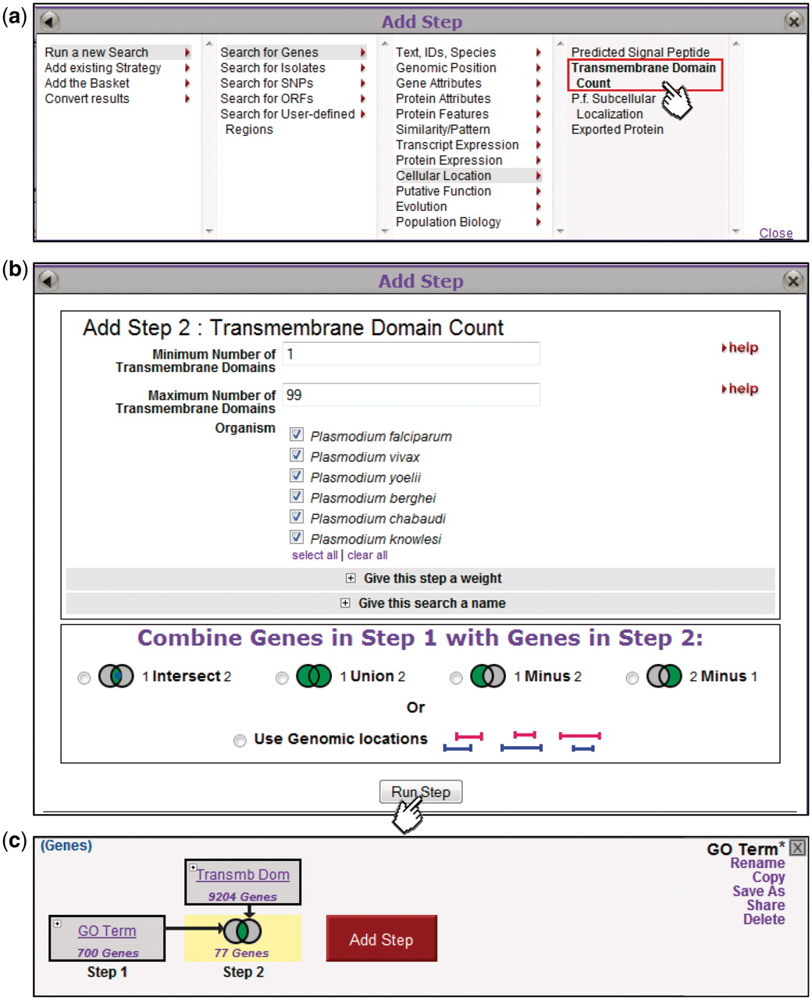 (a)
Add Step
Run a new Search
Add existing Strategy
Add the Basket
Convert results
Search for Genes
Search for Isolates
Search for SNPs
Search for ORFs
Search for User-defined
Regions
Text, IDs, Species
Genomic Position
Gene Attributes
Protein Attributes
Protein Features
Similarity/Pattern
Transcript Expression
Protein Expression
Cellular Location
Putative Function
Evolution
Population Biology
Predicted Signal Peptide
Transmembrane Domain
Count
P.f. Subcellular
Localization
Exported Protein
Close
(b)
Add Step
Add Step 2 : Transmembrane Domain Count
Minimum Number of
Transmembrane Domains
1
help
Maximum Number of
Transmembrane Domains
99
help
Organism
Plasmodium falciparum
Plasmodium vivax
Plasmodium yoelii
Plasmodium berghei
Plasmodium chabaudi
Plasmodium knowlesi
select all | clear all
Give this step a weight
Give this search a name
Combine Genes in Step 1 with Genes in Step 2:
1 Intersect 2
1 Union 2
1 Minus 2
2 Minus 1
Or
Use Genomic locations
Run Step
(c)
(Genes)
GO Term*
X
Rename
Copy
Save As
Share
Delete
Transmb Dom
9204 Genes
GO Term
700 Genes
Step 1
77 Genes
Step 2
Add Step